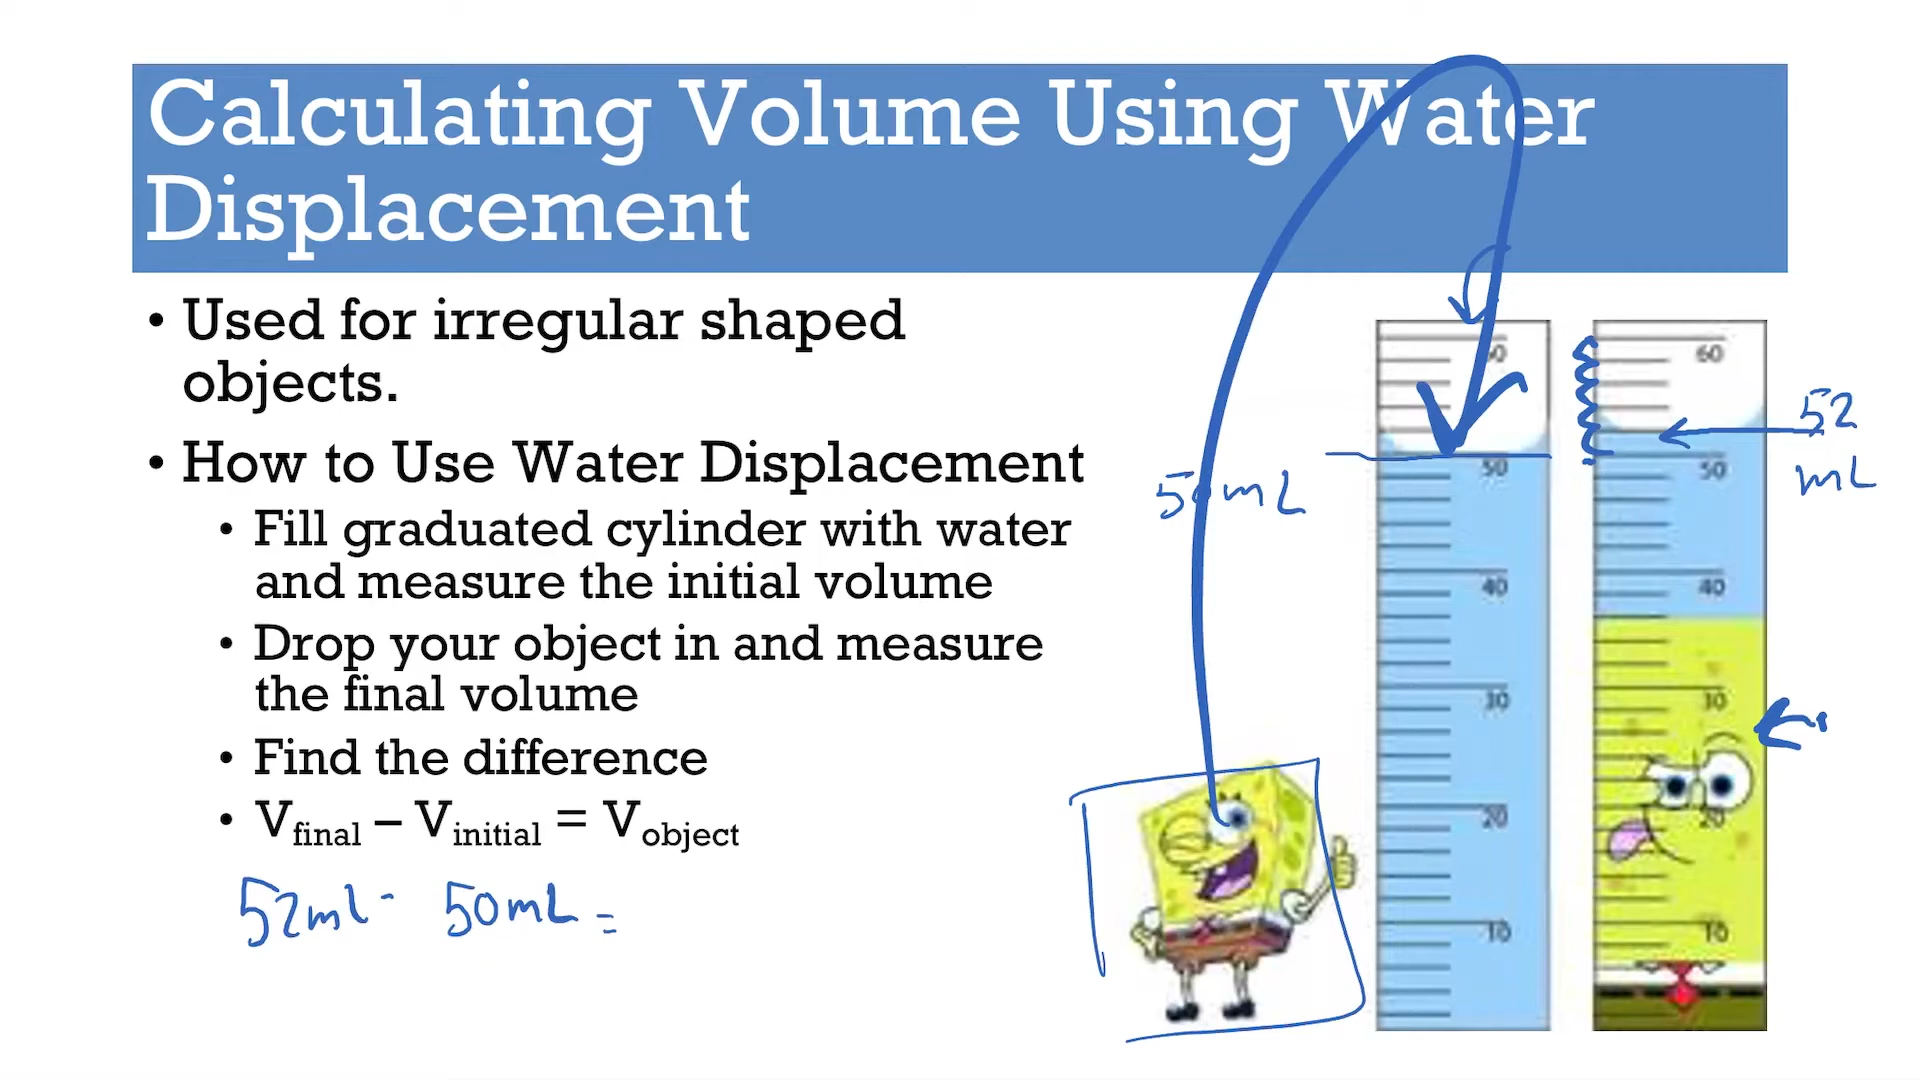 Calculating Volume Using Water
Displacement
• Used for irregular shaped
objects.
• How to Use Water Displacement
• Fill graduated cylinder with water
and measure the initial volume
• Drop your object in and measure
the final volume
• Find the difference
• Vfinal – Vinitial = Vobject
52mL - 50mL =
50mL
60
50
40
30
20
10
60
50
40
30
20
10
52
mL